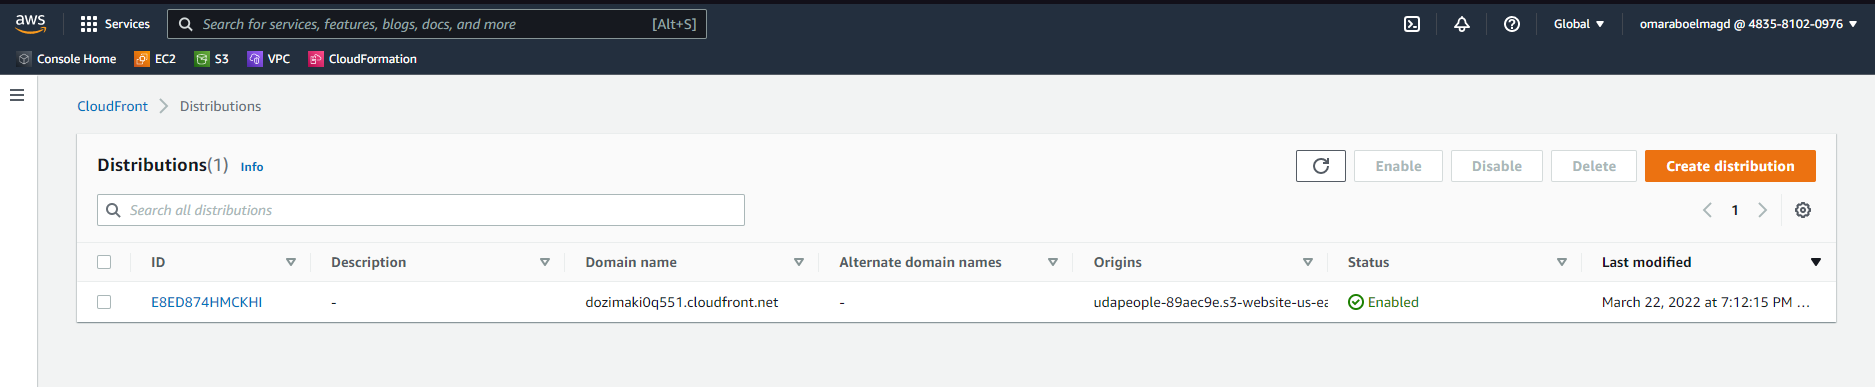 aws Services Search for services, features, blogs, docs, and more [Alt+S] Global omaraboelmagd @ 4835-8102-0976
Console Home EC2 S3 VPC CloudFormation
CloudFront Distributions
Distributions(1) Info Enable Disable Delete Create distribution
Search all distributions 1
ID Description Domain name Alternate domain names Origins Status Last modified
E8ED874HMCKHI - dozimaki0q551.cloudfront.net - udapeople-89aec9e.s3-website-us-ea Enabled March 22, 2022 at 7:12:15 PM ...